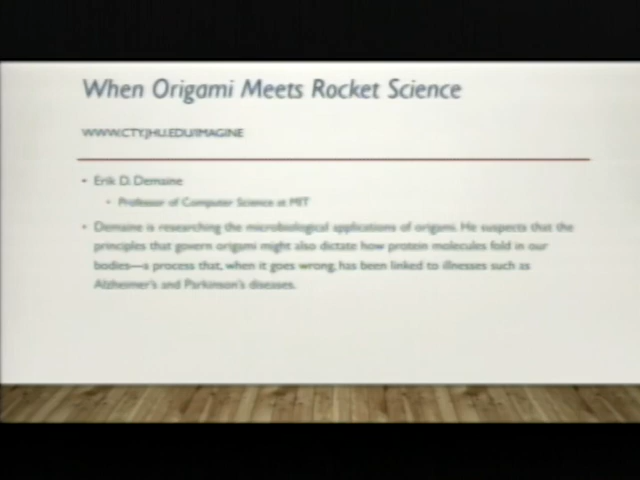 When Origami Meets Rocket Science
WWW.CTY.JHU.EDU/IMAGINE
• Erik D. Demaine
• Professor of Computer Science at MIT
• Demaine is researching the microbiological applications of origami. He suspects that the
principles that govern origami might also dictate how protein molecules fold in our
bodies—a process that, when it goes wrong, has been linked to illnesses such as
Alzheimer's and Parkinson's diseases.